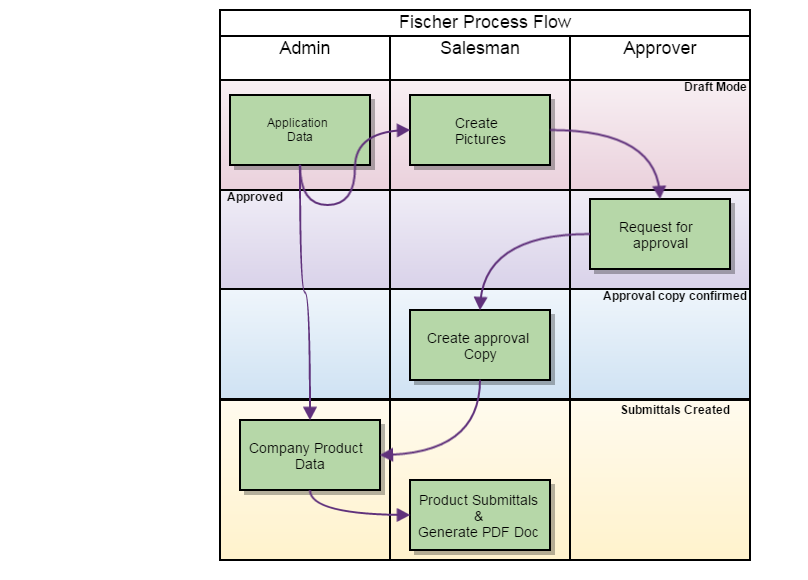 Fischer Process Flow
Admin
Salesman
Approver
Draft Mode
Application
Data
Create
Pictures
Approved
Request for
approval
Approval copy confirmed
Create approval
Copy
Submittals Created
Company Product
Data
Product Submittals
&
Generate PDF Doc